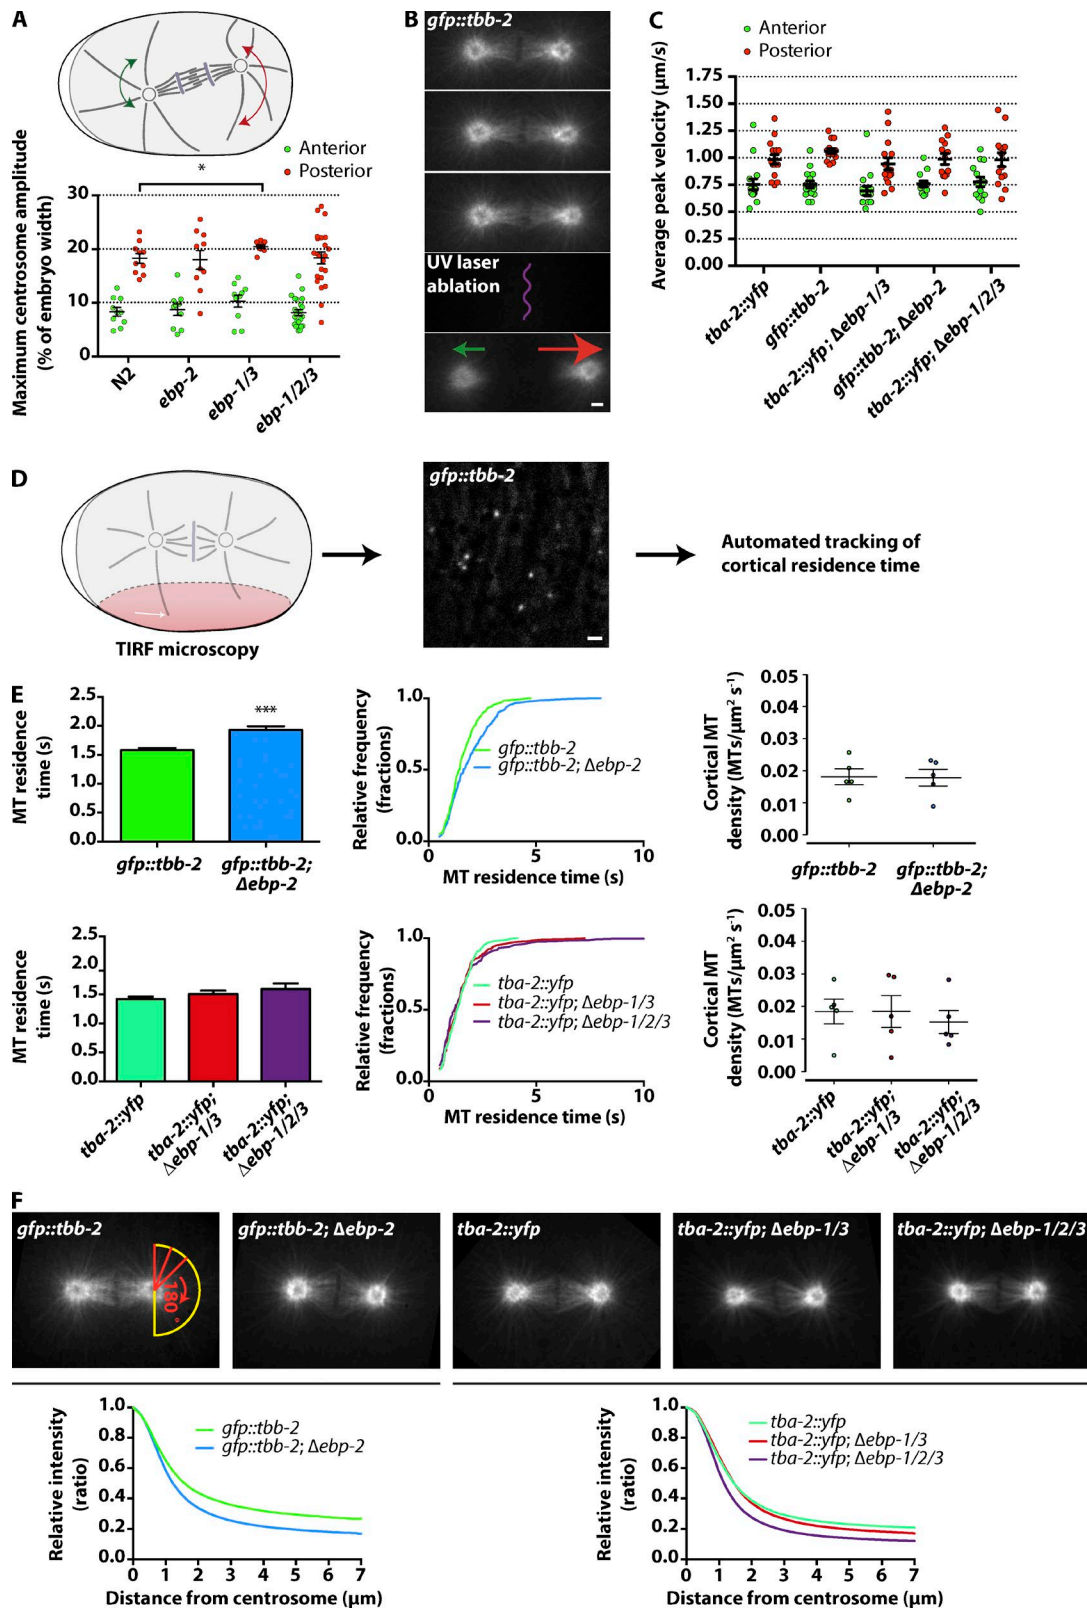 A
Anterior
Posterior
Maximum centrosome amplitude
(% of embryo width)
30
20
10
0
*
N2
ebp-2
ebp-1/3
ebp-1/2/3
B
gfp::tbb-2
UV laser
ablation
C
Anterior
Posterior
Average peak velocity (µm/s)
1.75
1.50
1.25
1.00
0.75
0.50
0.25
0.00
tba-2::yfp
gfp::tbb-2
tba-2::yfp; Δebp-1/3
gfp::tbb-2; Δebp-2
tba-2::yfp; Δebp-1/2/3
D
TIRF microscopy
gfp::tbb-2
Automated tracking of
cortical residence time
E
MT residence
time (s)
2.5
2.0
1.5
1.0
0.5
0.0
***
gfp::tbb-2
gfp::tbb-2;
Δebp-2
Relative frequency
(fractions)
1.0
0.5
0.0
gfp::tbb-2
gfp::tbb-2; Δebp-2
0
5
10
MT residence time (s)
Cortical MT
density (MTs/µm² s⁻¹)
0.05
0.03
0.02
0.01
0.00
gfp::tbb-2
gfp::tbb-2;
Δebp-2
MT residence
time (s)
2.5
2.0
1.5
1.0
0.5
0.0
tba-2::yfp
tba-2::yfp;
Δebp-1/3
tba-2::yfp;
Δebp-1/2/3
Relative frequency
(fractions)
1.0
0.5
0.0
tba-2::yfp
tba-2::yfp; Δebp-1/3
tba-2::yfp; Δebp-1/2/3
0
5
10
MT residence time (s)
Cortical MT
density (MTs/µm² s⁻¹)
0.05
0.03
0.02
0.01
0.00
tba-2::yfp
tba-2::yfp;
Δebp-1/3
tba-2::yfp;
Δebp-1/2/3
F
gfp::tbb-2
180°
gfp::tbb-2; Δebp-2
tba-2::yfp
tba-2::yfp; Δebp-1/3
tba-2::yfp; Δebp-1/2/3
Relative intensity
(ratio)
1.0
0.8
0.6
0.4
0.2
0.0
gfp::tbb-2
gfp::tbb-2; Δebp-2
0 1 2 3 4 5 6 7
Distance from centrosome (µm)
Relative intensity
(ratio)
1.0
0.8
0.6
0.4
0.2
0.0
tba-2::yfp
tba-2::yfp; Δebp-1/3
tba-2::yfp; Δebp-1/2/3
0 1 2 3 4 5 6 7
Distance from centrosome (µm)